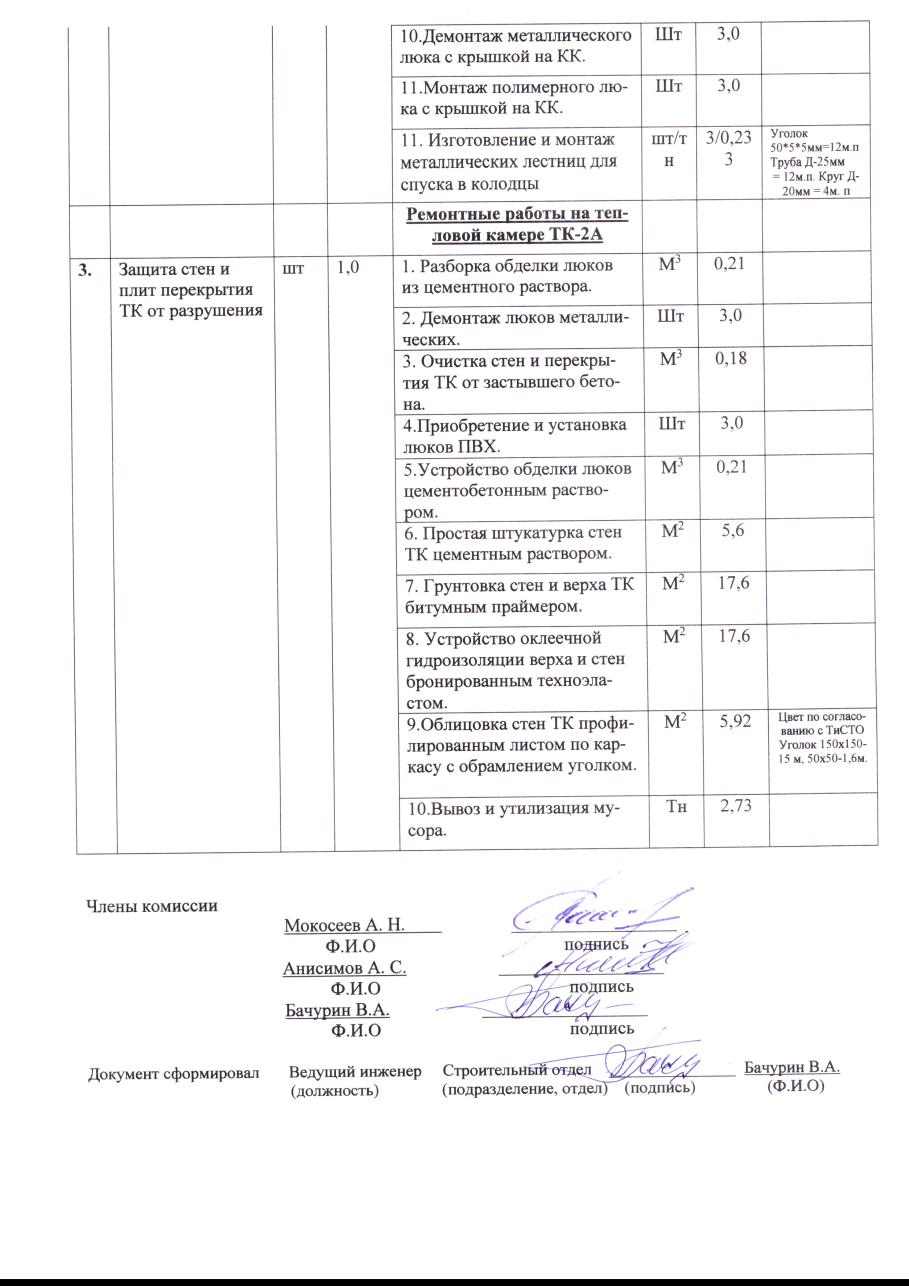 10.Демонтаж металлического Шт 3,0
люка с крышкой на КК.
11.Монтаж полимерного лю- Шт 3,0
ка с крышкой на КК.
11. Изготовление и монтаж шт/т 3/0,23 Уголок
металлических лестниц для н 3 50*5*5мм=12м.п
спуска в колодцы Труба Д-25мм
= 12м.п. Круг Д-
20мм = 4м. п
Ремонтные работы на теп-
ловой камере ТК-2А
3. Защита стен и шт 1,0 1. Разборка обделки люков М³ 0,21
плит перекрытия из цементного раствора.
ТК от разрушения
2. Демонтаж люков металли- Шт 3,0
ческих.
3. Очистка стен и перекры- М³ 0,18
тия ТК от застывшего бето-
на.
4.Приобретение и установка Шт 3,0
люков ПВХ.
5.Устройство обделки люков М³ 0,21
цементобетонным раство-
ром.
6. Простая штукатурка стен М² 5,6
ТК цементным раствором.
7. Грунтовка стен и верха ТК М² 17,6
битумным праймером.
8. Устройство оклеечной М² 17,6
гидроизоляции верха и стен
бронированным техноэла-
стом.
9.Облицовка стен ТК профи- М² 5,92 Цвет по согласо-
лированным листом по кар- ванию с ТиСТО
касу с обрамлением уголком. Уголок 150х150-
15 м, 50х50-1,6м.
10.Вывоз и утилизация му- Тн 2,73
сора.
Члены комиссии
Мокосеев А. Н.
Ф.И.О подпись
Анисимов А. С.
Ф.И.О подпись
Бачурин В.А.
Ф.И.О подпись
Документ сформировал Ведущий инженер Строительный отдел Бачурин В.А.
(должность) (подразделение, отдел) (подпись) (Ф.И.О)